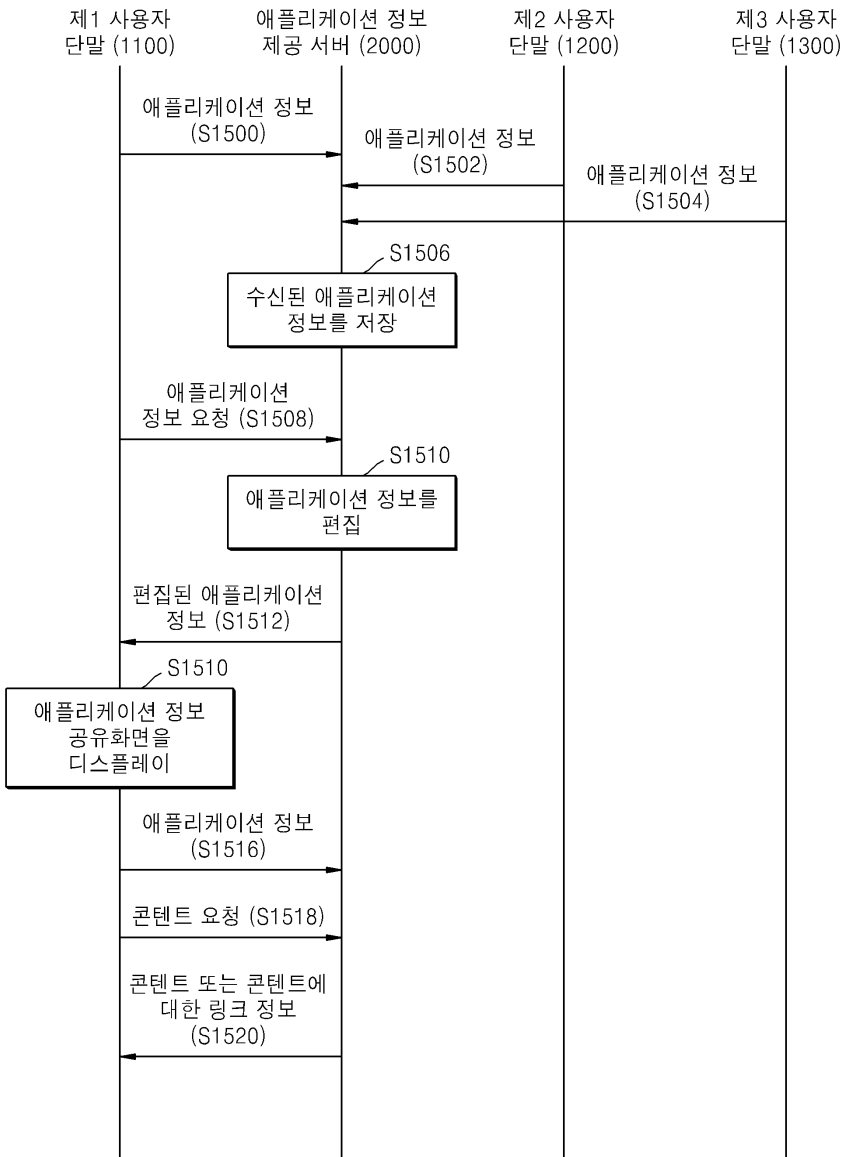 제1 사용자
단말 (1100)
애플리케이션 정보
제공 서버 (2000)
제2 사용자
단말 (1200)
제3 사용자
단말 (1300)
애플리케이션 정보
(S1500)
애플리케이션 정보
(S1502)
애플리케이션 정보
(S1504)
S1506
수신된 애플리케이션
정보를 저장
애플리케이션
정보 요청 (S1508)
S1510
애플리케이션 정보를
편집
편집된 애플리케이션
정보 (S1512)
S1510
애플리케이션 정보
공유화면을
디스플레이
애플리케이션 정보
(S1516)
콘텐트 요청 (S1518)
콘텐트 또는 콘텐트에
대한 링크 정보
(S1520)